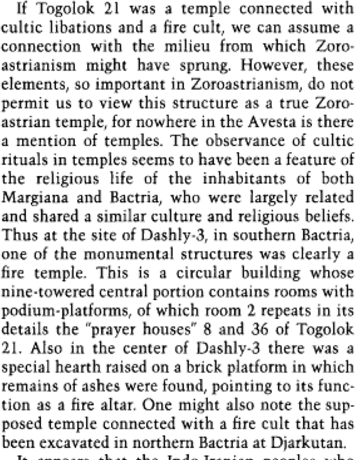 If Togolok 21 was a temple connected with
cultic libations and a fire cult, we can assume a
connection with the milieu from which Zoro-
astrianism might have sprung. However, these
elements, so important in Zoroastrianism, do not
permit us to view this structure as a true Zoro-
astrian temple, for nowhere in the Avesta is there
a mention of temples. The observance of cultic
rituals in temples seems to have been a feature of
the religious life of the inhabitants of both
Margiana and Bactria, who were largely related
and shared a similar culture and religious beliefs.
Thus at the site of Dashly-3, in southern Bactria,
one of the monumental structures was clearly a
fire temple. This is a circular building whose
nine-towered central portion contains rooms with
podium-platforms, of which room 2 repeats in its
details the "prayer houses" 8 and 36 of Togolok
21. Also in the center of Dashly-3 there was a
special hearth raised on a brick platform in which
remains of ashes were found, pointing to its func-
tion as a fire altar. One might also note the sup-
posed temple connected with a fire cult that has
been excavated in northern Bactria at Djarkutan.
It appears that the Indo-Iranian peoples who